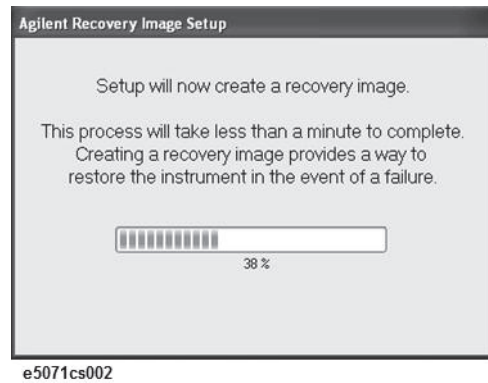 Agilent Recovery Image Setup
Setup will now create a recovery image.
This process will take less than a minute to complete.
Creating a recovery image provides a way to
restore the instrument in the event of a failure.
38 %
e5071cs002